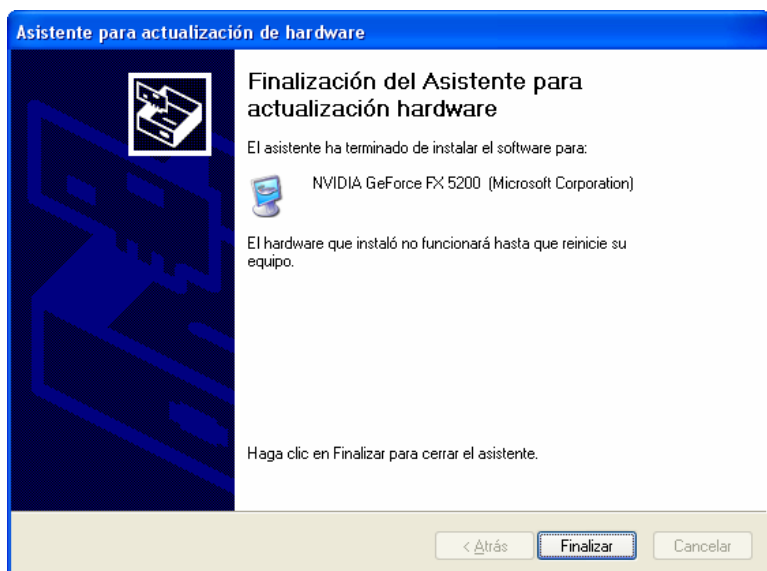 Asistente para actualización de hardware
Finalización del Asistente para
actualización hardware
El asistente ha terminado de instalar el software para:
NVIDIA GeForce FX 5200 (Microsoft Corporation)
El hardware que instaló no funcionará hasta que reinicie su
equipo.
Haga clic en Finalizar para cerrar el asistente.
< Atrás Finalizar Cancelar